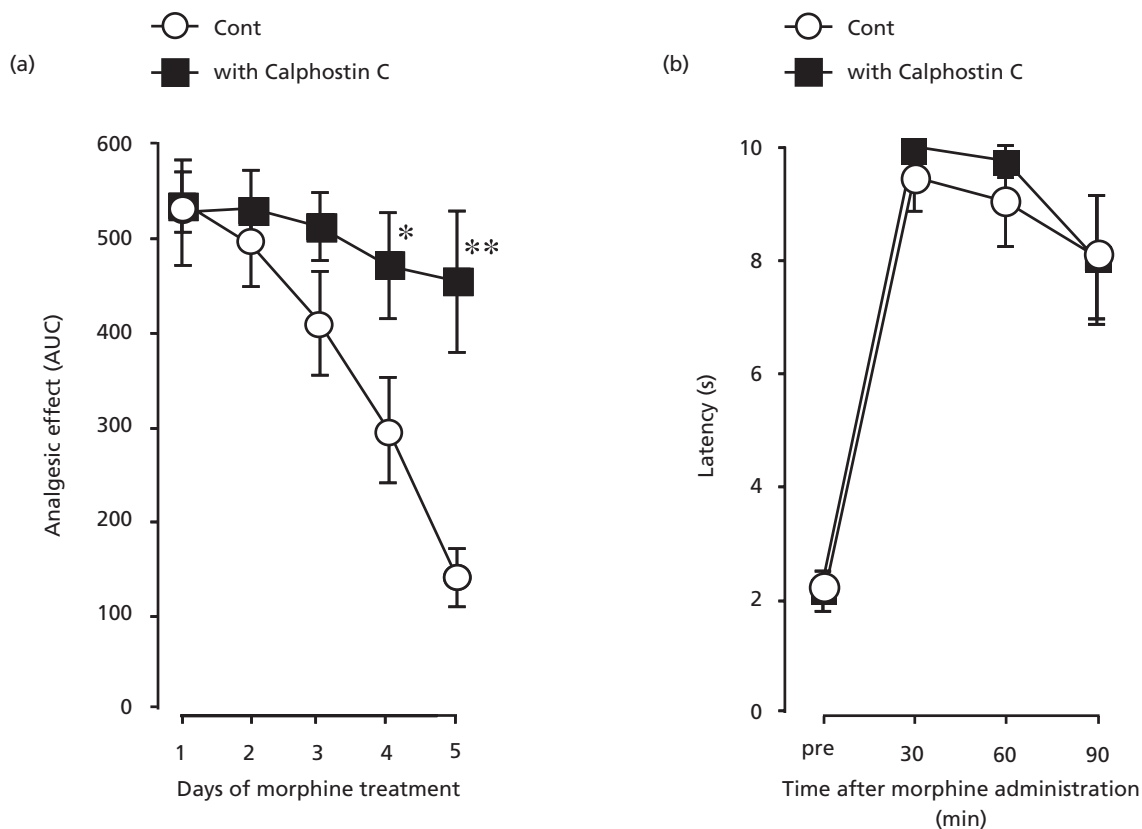 (a)
Cont
with Calphostin C
Analgesic effect (AUC)
600
500
400
300
200
100
0
*
**
1 2 3 4 5
Days of morphine treatment
(b)
Cont
with Calphostin C
Latency (s)
10
8
6
4
2
0
pre 30 60 90
Time after morphine administration
(min)